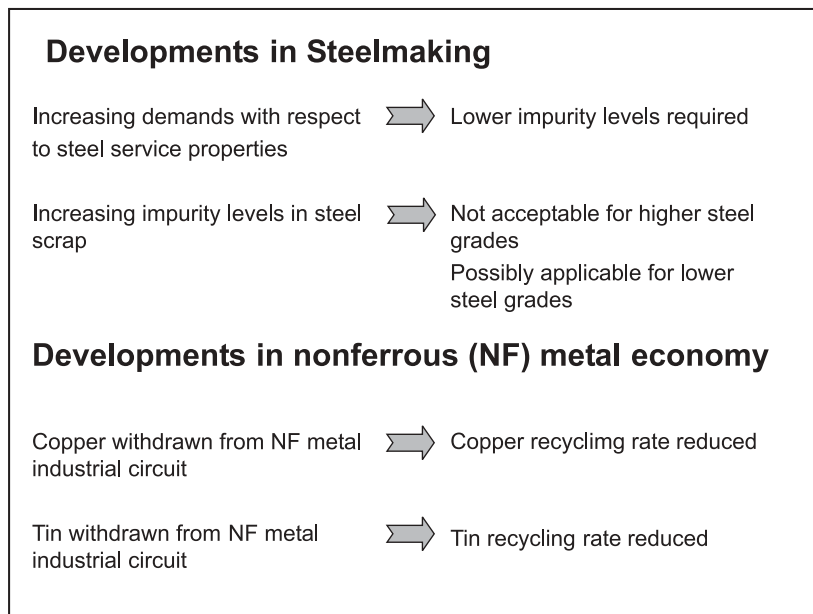 Developments in Steelmaking
Increasing demands with respect
to steel service properties
Lower impurity levels required
Increasing impurity levels in steel
scrap
Not acceptable for higher steel
grades
Possibly applicable for lower
steel grades
Developments in nonferrous (NF) metal economy
Copper withdrawn from NF metal
industrial circuit
Copper recyclimg rate reduced
Tin withdrawn from NF metal
industrial circuit
Tin recycling rate reduced